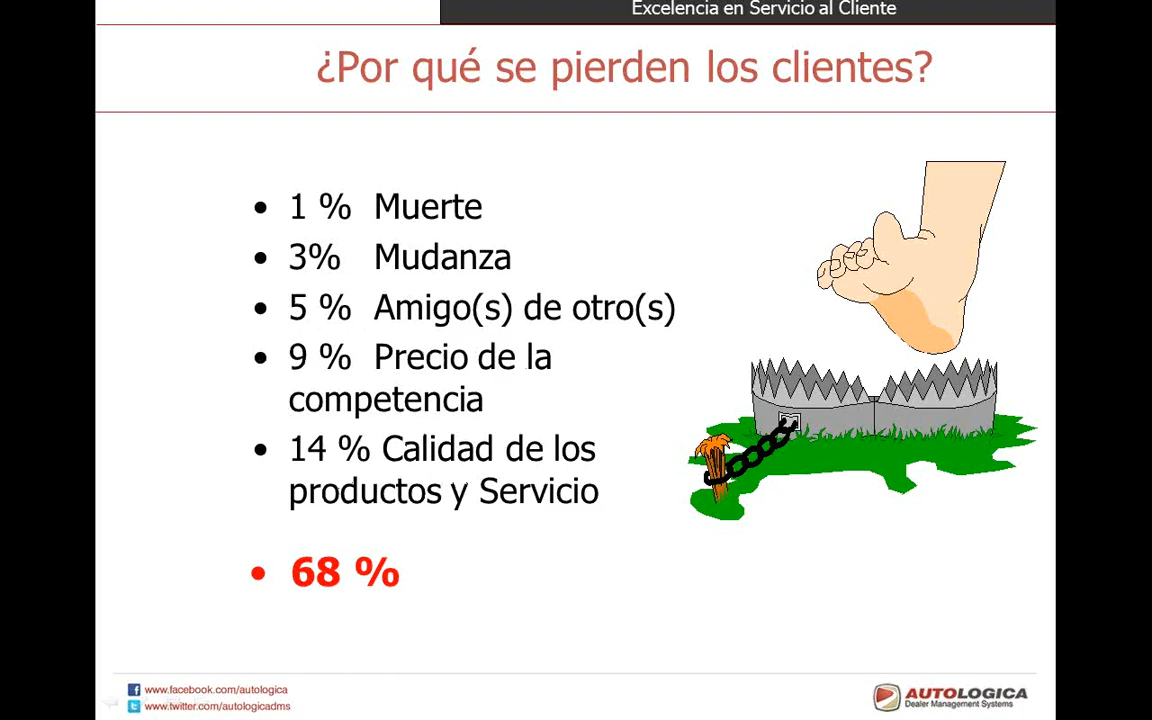 Excelencia en Servicio al Cliente
¿Por qué se pierden los clientes?
• 1 % Muerte
• 3% Mudanza
• 5 % Amigo(s) de otro(s)
• 9 % Precio de la
competencia
• 14 % Calidad de los
productos y Servicio
• 68 %
www.facebook.com/autologica
www.twitter.com/autologicadms
AUTOLOGICA
Dealer Management Systems